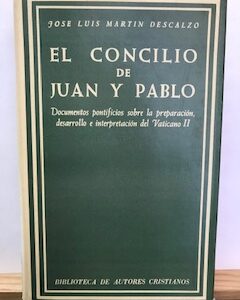 JOSE LUIS MARTIN DESCALZO
EL CONCILIO
DE
JUAN Y PABLO
Documentos pontificios sobre la preparación,
desarrollo e interpretación del Vaticano II
BIBLIOTECA DE AUTORES CRISTIANOS